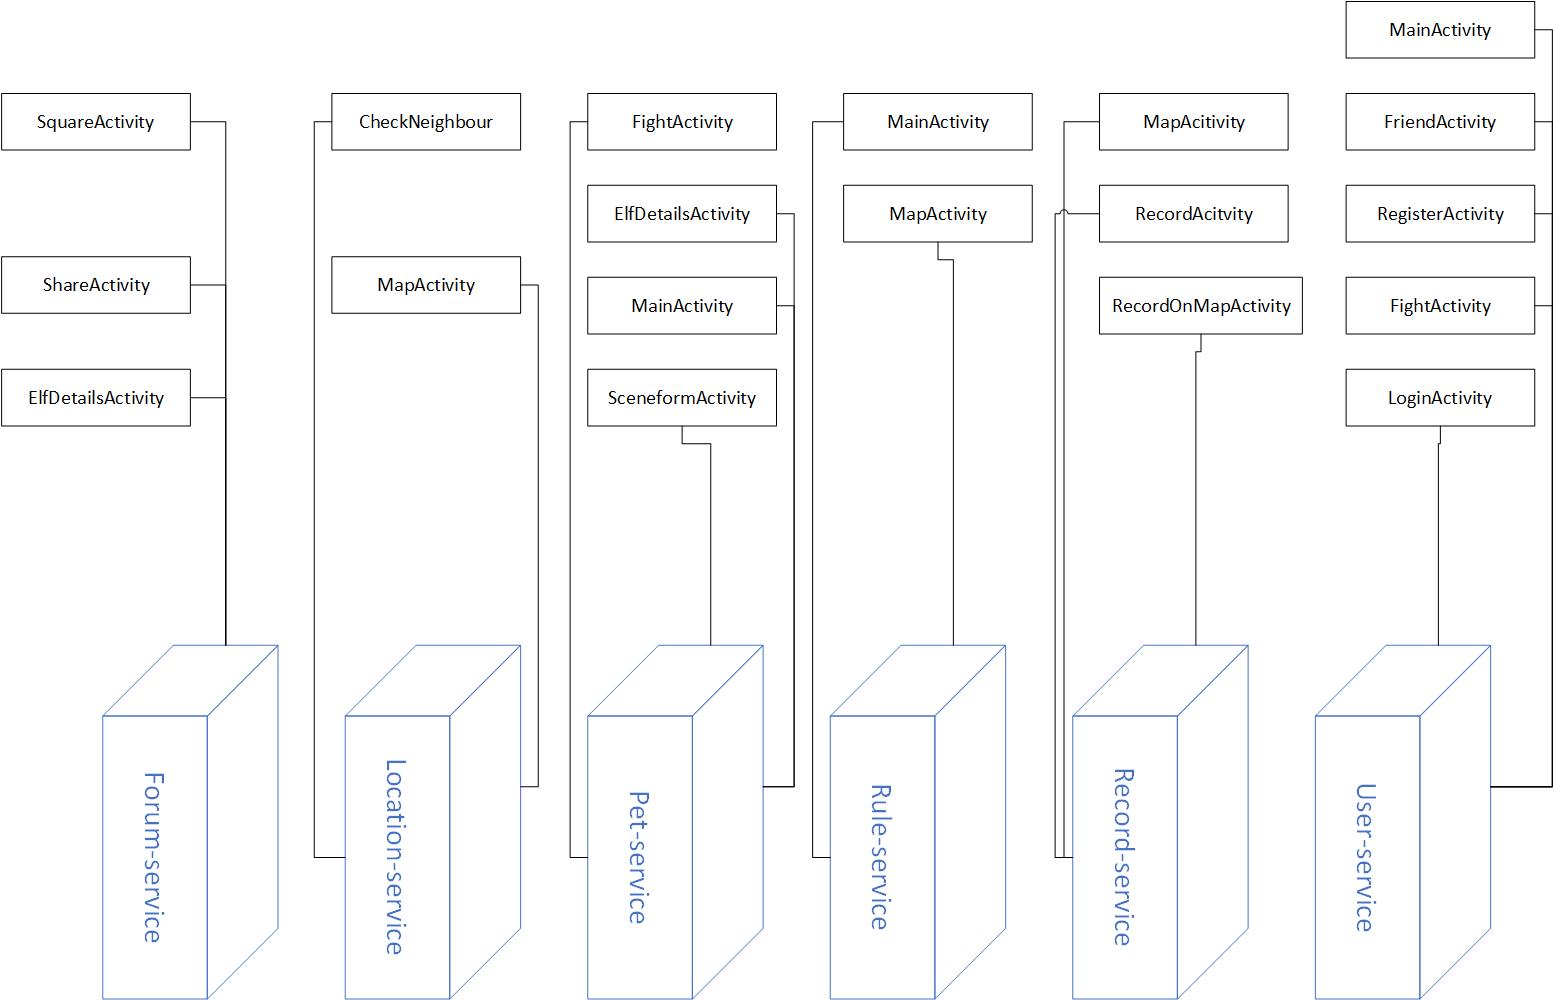 MainActivity
SquareActivity
CheckNeighbour
FightActivity
MainActivity
MapAcitivity
FriendActivity
ElfDetailsActivity
MapActivity
RecordAcitvity
RegisterActivity
ShareActivity
MapActivity
MainActivity
RecordOnMapActivity
FightActivity
ElfDetailsActivity
SceneformActivity
LoginActivity
Forum-service
Location-service
Pet-service
Rule-service
Record-service
User-service